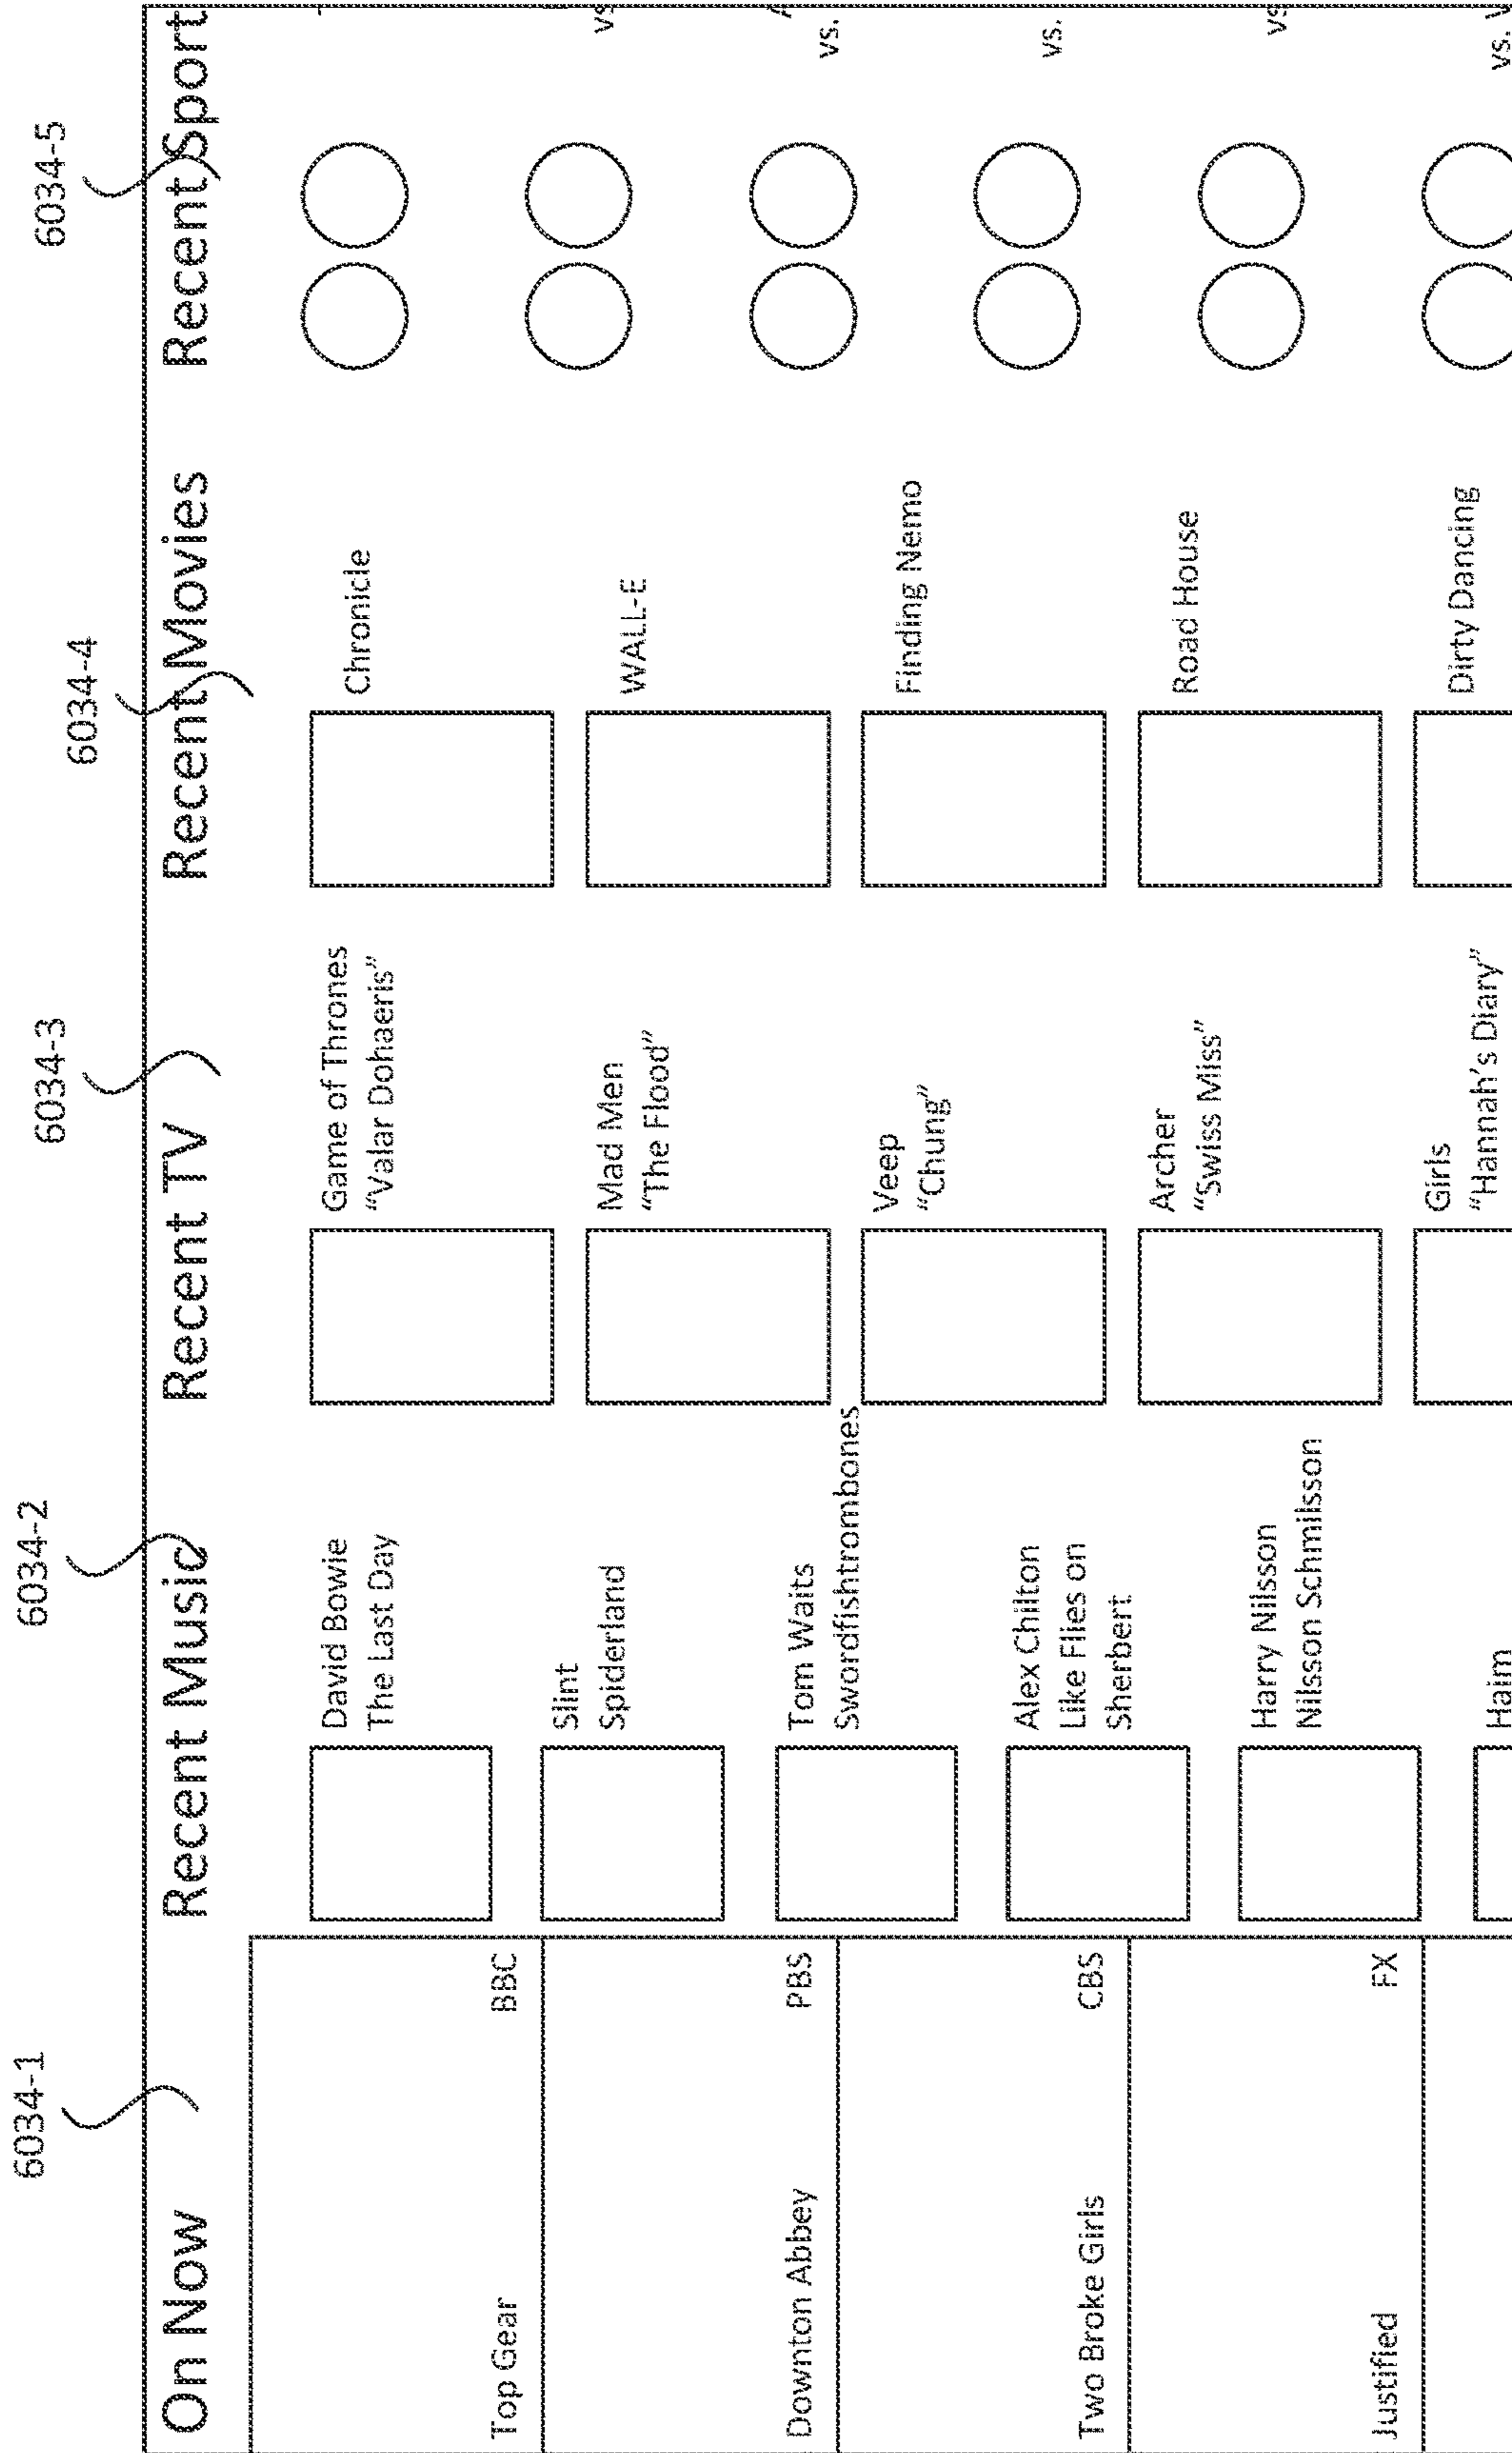 6034-1
6034-2
6034-3
6034-4
6034-5
On Now
Top Gear
BBC
Downton Abbey
PBS
Two Broke Girls
CBS
Justified
FX
Recent Music
David Bowie
The Last Day
Slint
Spiderland
Tom Waits
Swordfishtrombones
Alex Chilton
Like Flies on
Sherbert
Harry Nilsson
Nilsson Schmilsson
Haim
Recent TV
Game of Thrones
“Valar Dohaeris”
Mad Men
“The Flood”
Veep
“Chung”
Archer
“Swiss Miss”
Girls
“Hannah's Diary”
Recent Movies
Chronicle
WALL-E
Finding Nemo
Road House
Dirty Dancing
Recent Sport
vs
vs.
vs.
vs
vs.